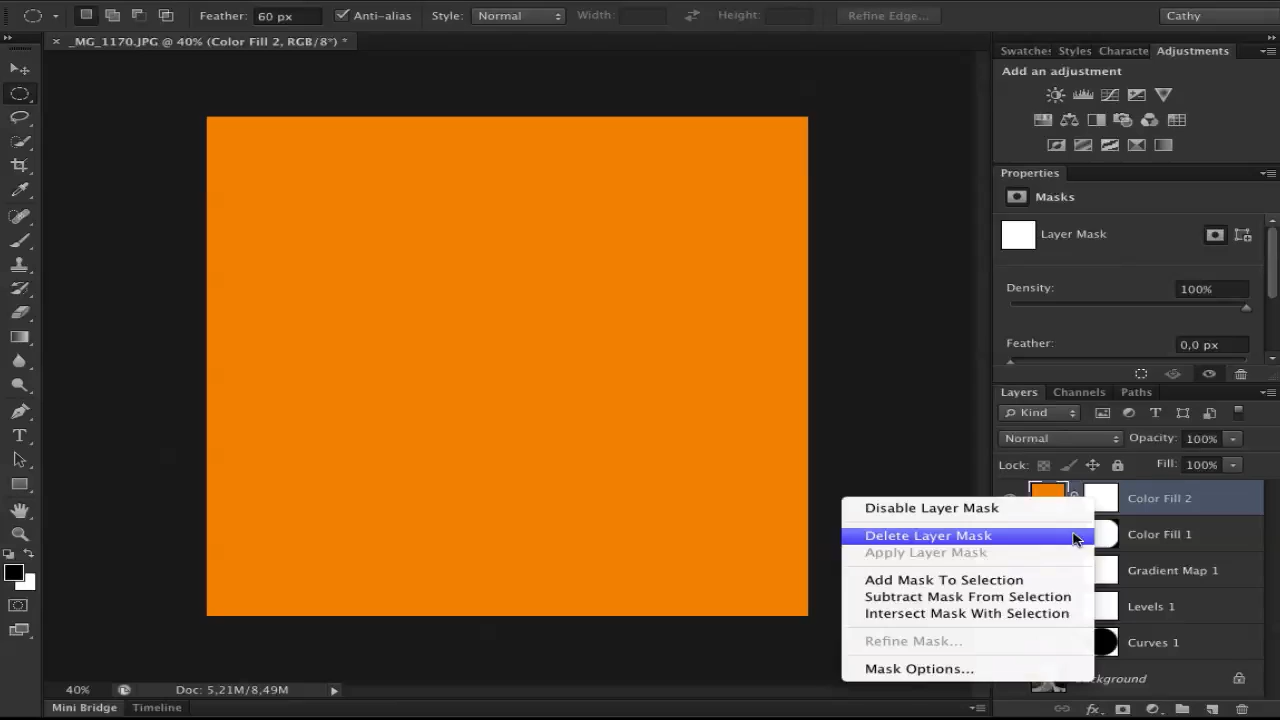 Feather: 60 px Anti-alias Style: Normal Width: Height: Refine Edge... Cathy
× _MG_1170.JPG @ 40% (Color Fill 2, RGB/8*) *
Swatches Styles Characte Adjustments
Add an adjustment
Properties
Masks
Layer Mask
Density: 100%
Feather: 0,0 px
Layers Channels Paths
Kind
Normal Opacity: 100%
Lock: Fill: 100%
Color Fill 2
Color Fill 1
Gradient Map 1
Levels 1
Curves 1
Background
Disable Layer Mask
Delete Layer Mask
Apply Layer Mask
Add Mask To Selection
Subtract Mask From Selection
Intersect Mask With Selection
Refine Mask...
Mask Options...
40% Doc: 5,21M/8,49M
Mini Bridge Timeline